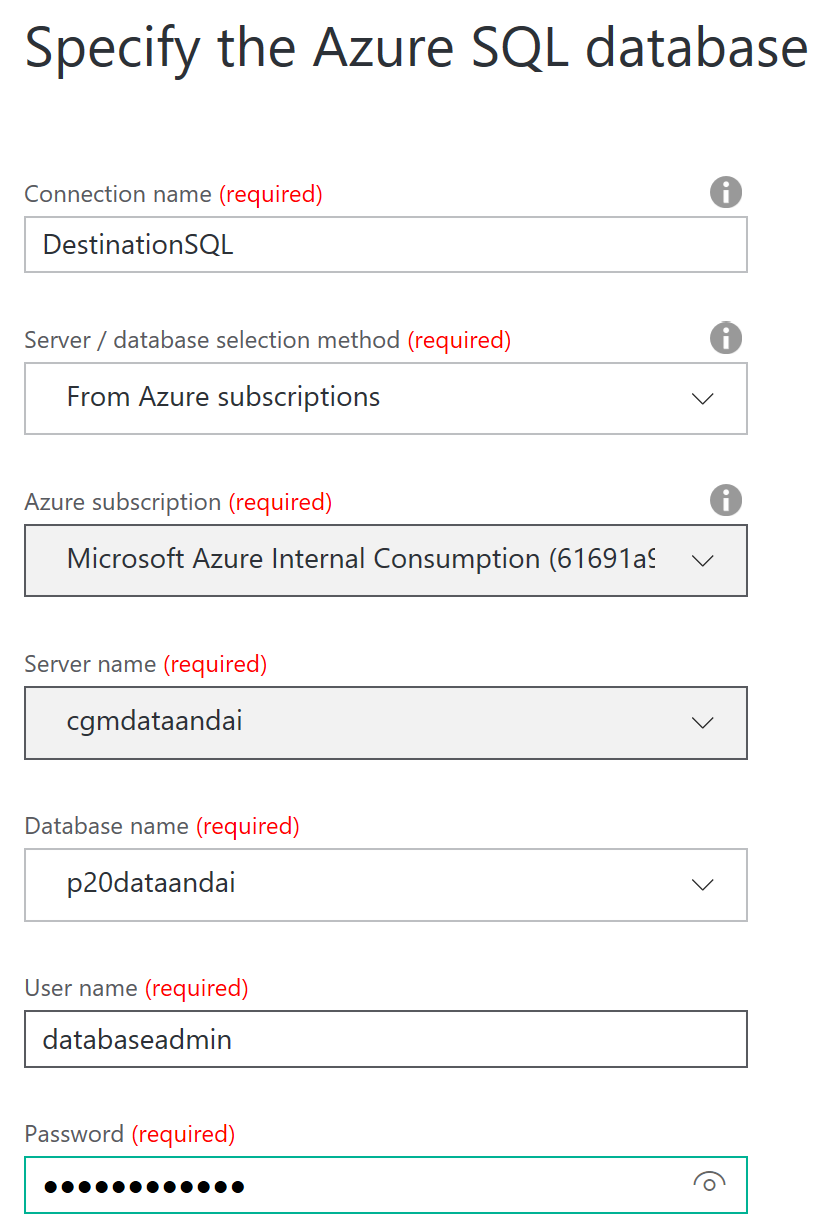 Specify the Azure SQL database
Connection name (required)
DestinationSQL
Server / database selection method (required)
From Azure subscriptions
Azure subscription (required)
Microsoft Azure Internal Consumption (61691a9
Server name (required)
cgmdataandai
Database name (required)
p20dataandai
User name (required)
databaseadmin
Password (required)
••••••••••••